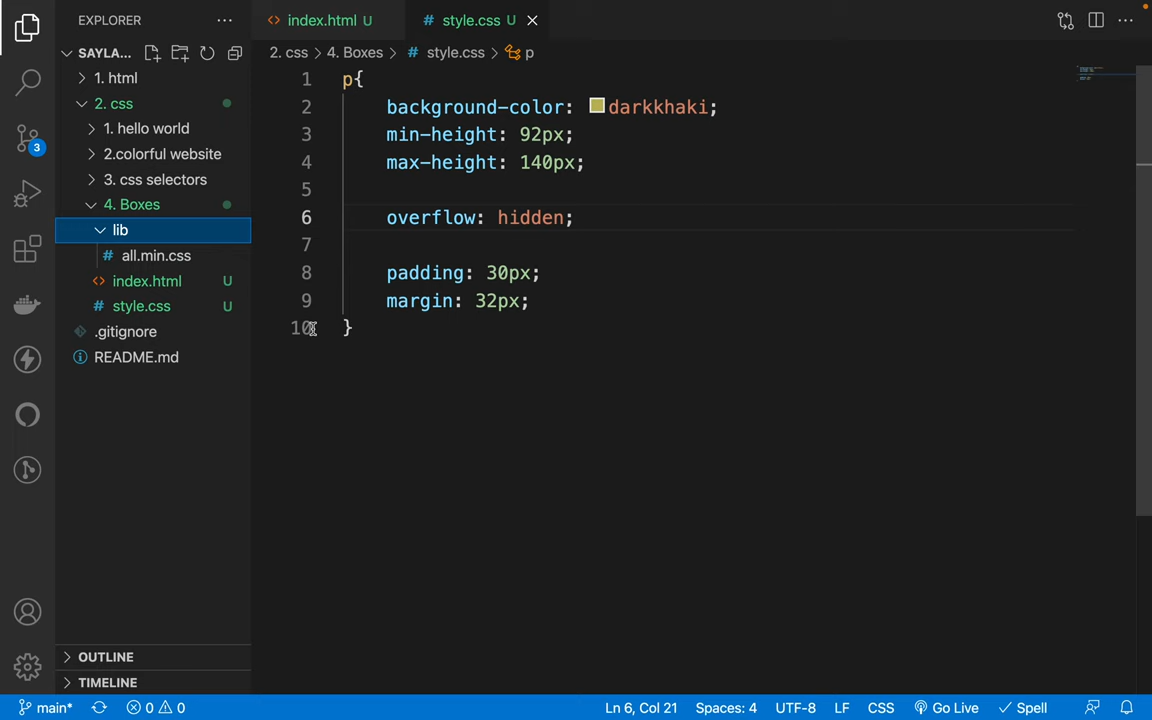 EXPLORER
index.html U
style.css U
SAYLA...
2. css > 4. Boxes > # style.css > p
1. html
2. css
1. hello world
2.colorful website
3. css selectors
4. Boxes
lib
# all.min.css
<> index.html U
# style.css U
.gitignore
README.md
OUTLINE
TIMELINE
1 p{
2 background-color: darkkhaki;
3 min-height: 92px;
4 max-height: 140px;
5
6 overflow: hidden;
7
8 padding: 30px;
9 margin: 32px;
10 }
3
main* 0 0 Ln 6, Col 21 Spaces: 4 UTF-8 LF CSS Go Live Spell